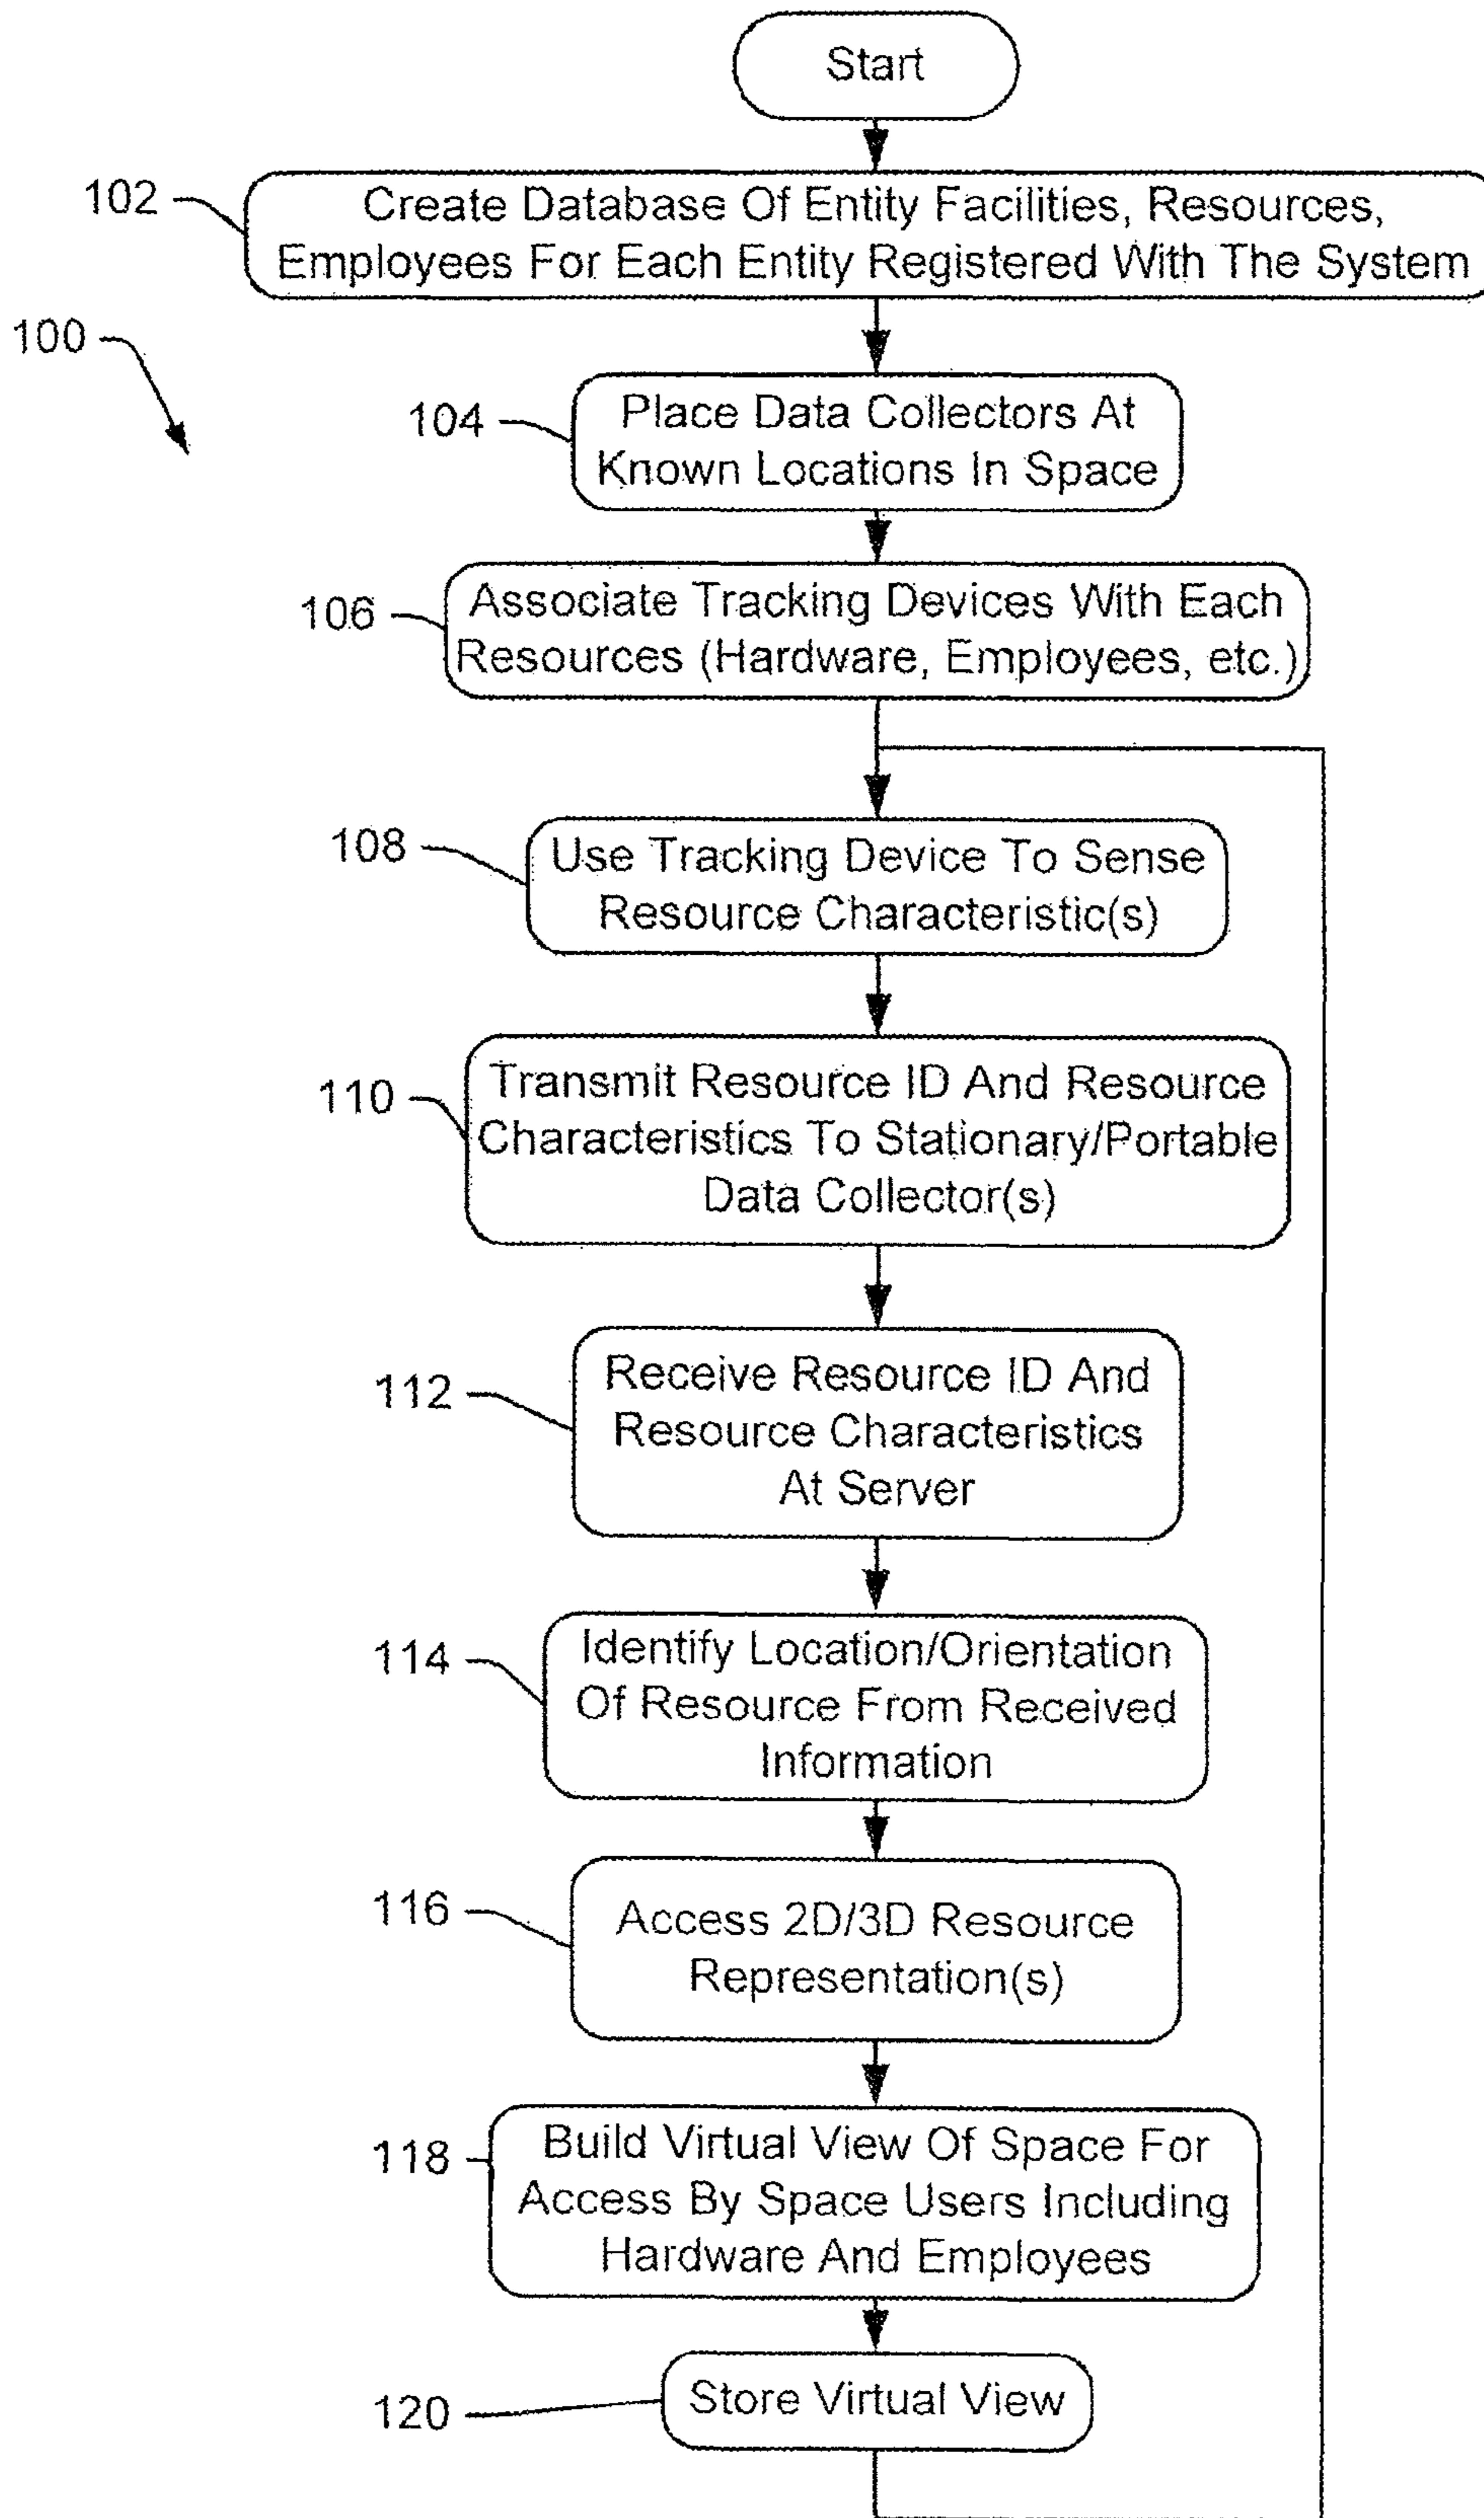 Start
102
Create Database Of Entity Facilities, Resources,
Employees For Each Entity Registered With The System
100
104
Place Data Collectors At
Known Locations In Space
106
Associate Tracking Devices With Each
Resources (Hardware, Employees, etc.)
108
Use Tracking Device To Sense
Resource Characteristic(s)
110
Transmit Resource ID And Resource
Characteristics To Stationary/Portable
Data Collector(s)
112
Receive Resource ID And
Resource Characteristics
At Server
114
Identify Location/Orientation
Of Resource From Received
Information
116
Access 2D/3D Resource
Representation(s)
118
Build Virtual View Of Space For
Access By Space Users Including
Hardware And Employees
120
Store Virtual View